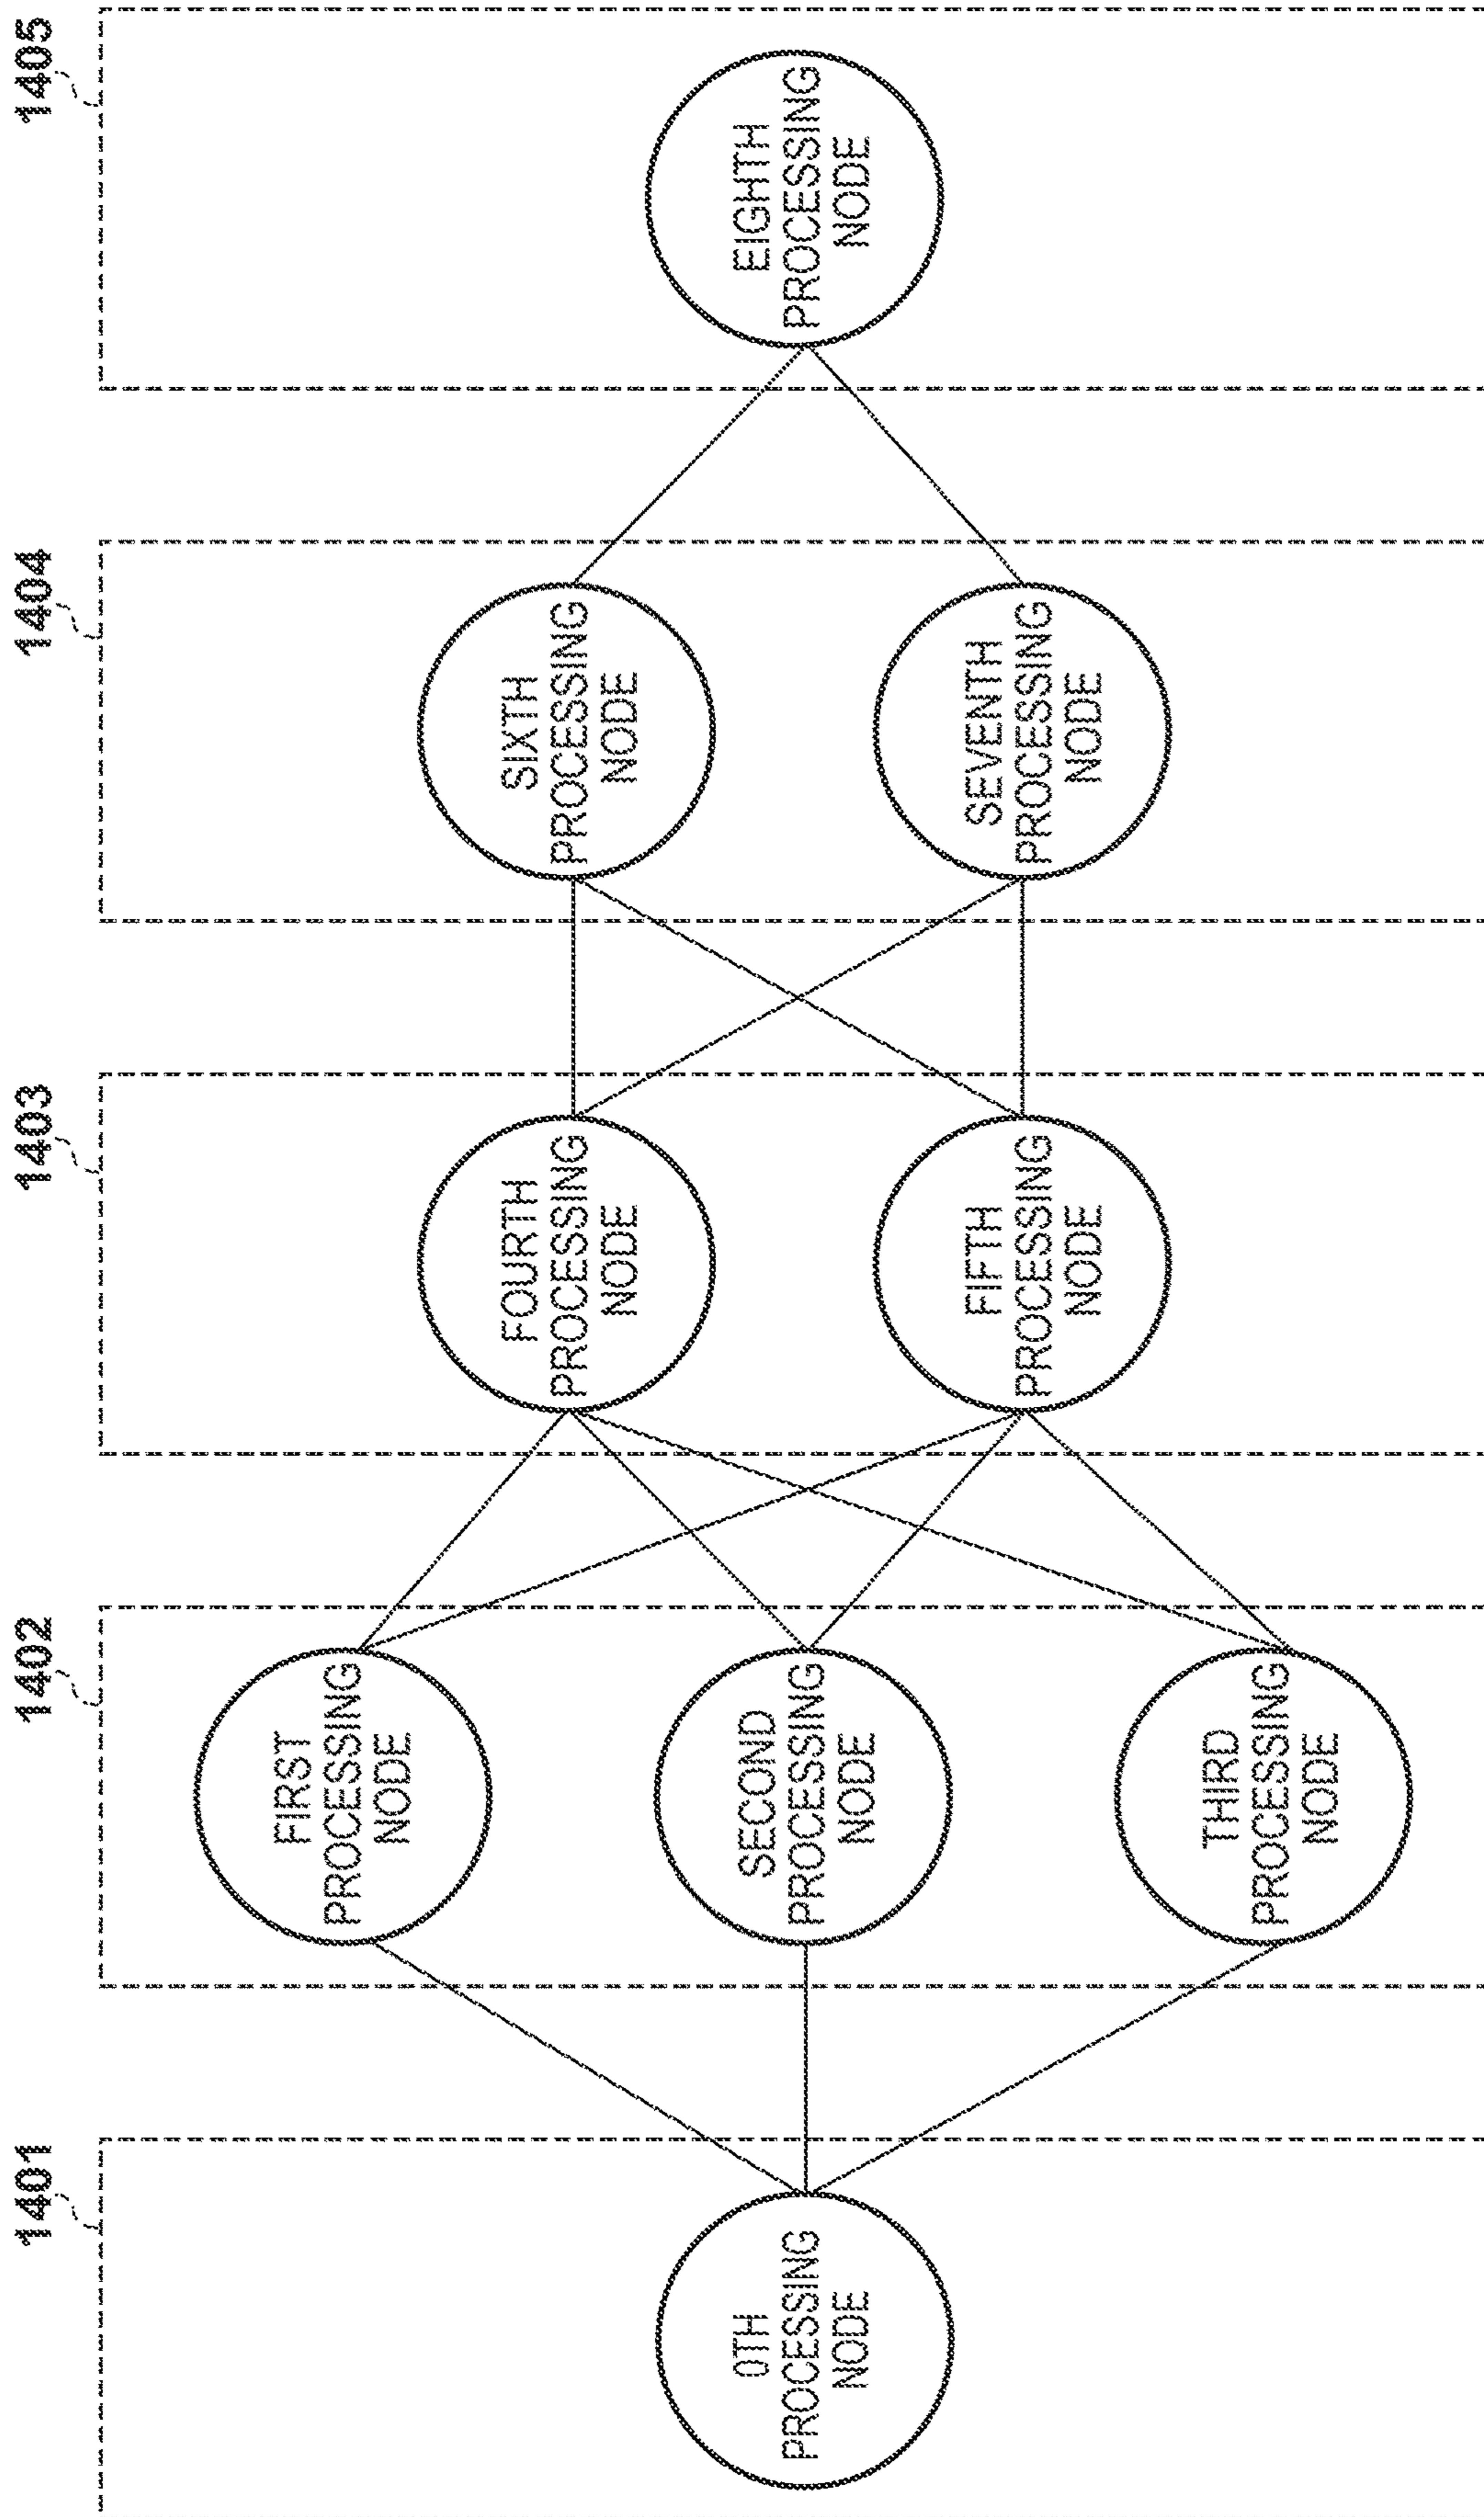 1401
0TH
PROCESSING
NODE
1402
FIRST
PROCESSING
NODE
SECOND
PROCESSING
NODE
THIRD
PROCESSING
NODE
1403
FOURTH
PROCESSING
NODE
FIFTH
PROCESSING
NODE
1404
SIXTH
PROCESSING
NODE
SEVENTH
PROCESSING
NODE
1405
EIGHTH
PROCESSING
NODE